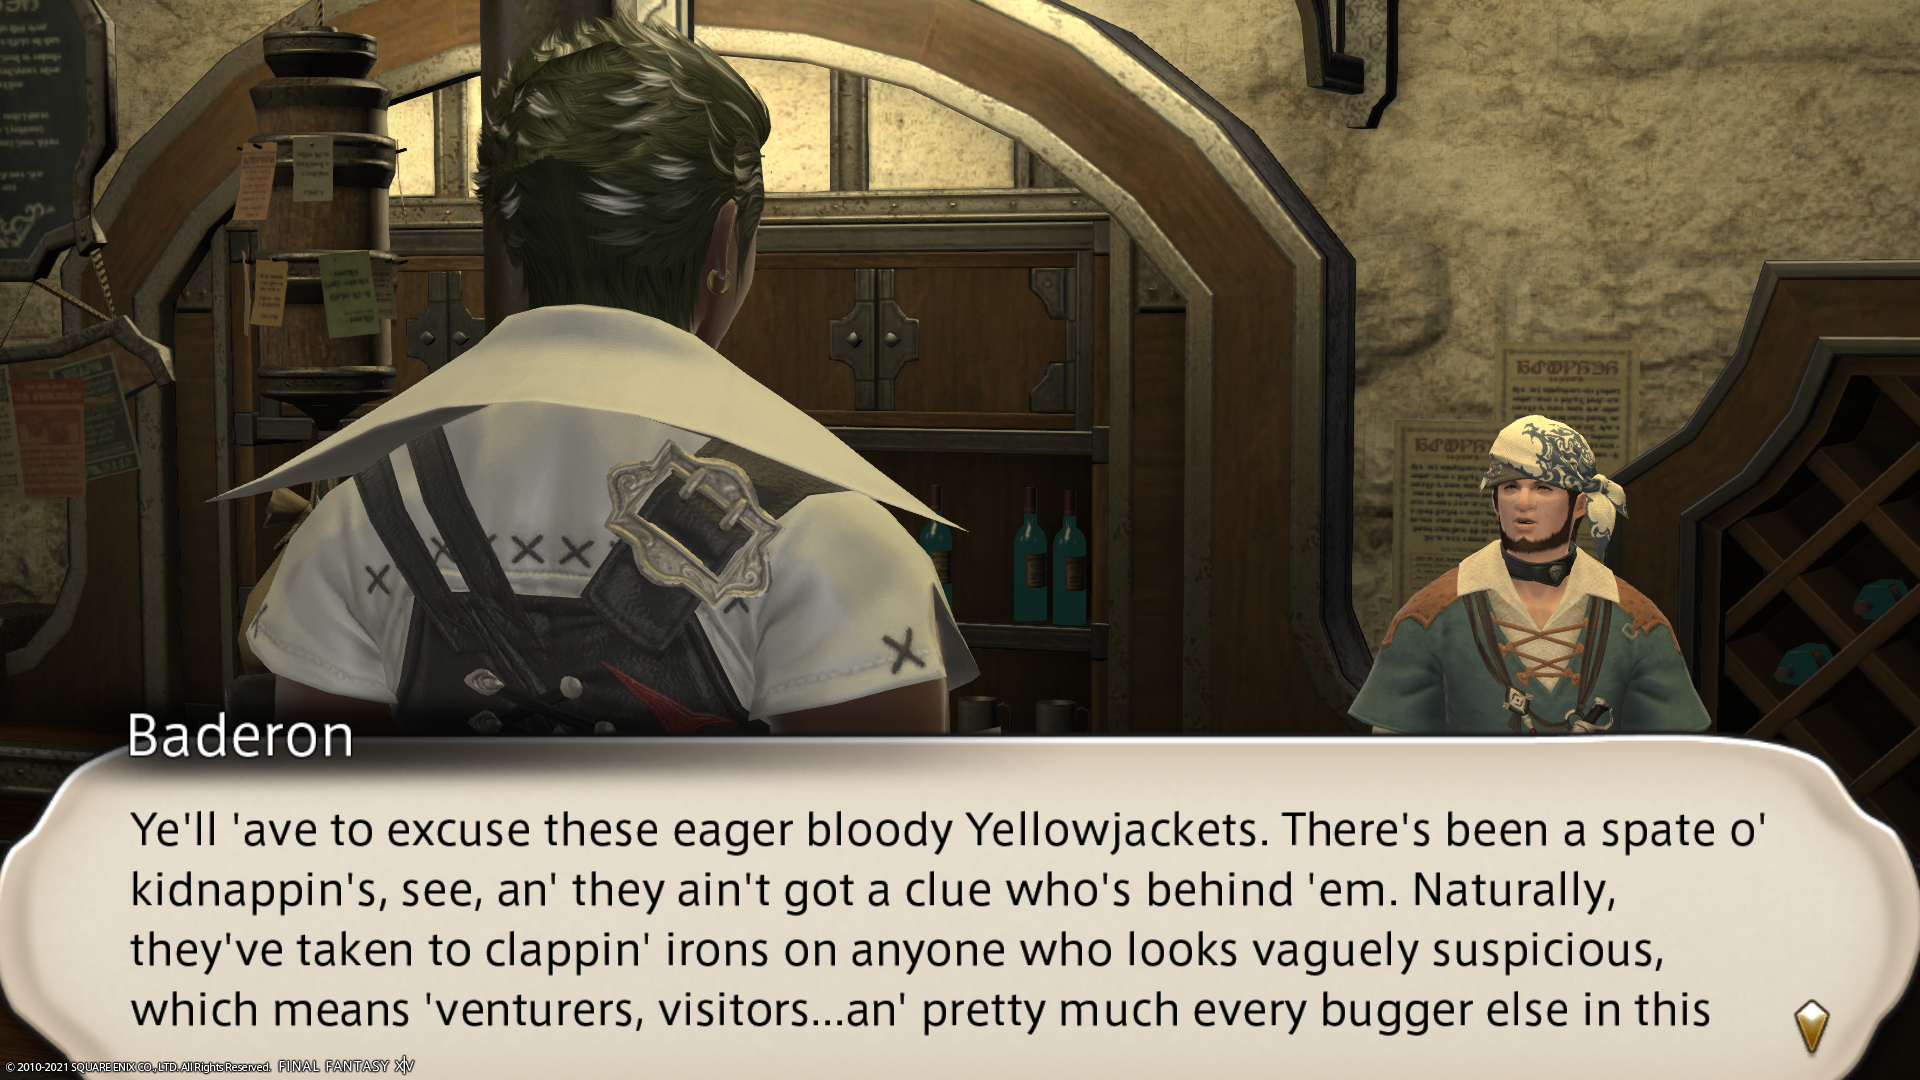 Baderon
Ye'll 'ave to excuse these eager bloody Yellowjackets. There's been a spate o'
kidnappin's, see, an' they ain't got a clue who's behind 'em. Naturally,
they've taken to clappin' irons on anyone who looks vaguely suspicious,
which means 'venturers, visitors...an' pretty much every bugger else in this
© 2010-2021 SQUARE ENIX CO., LTD. All Rights Reserved. FINAL FANTASY XIV